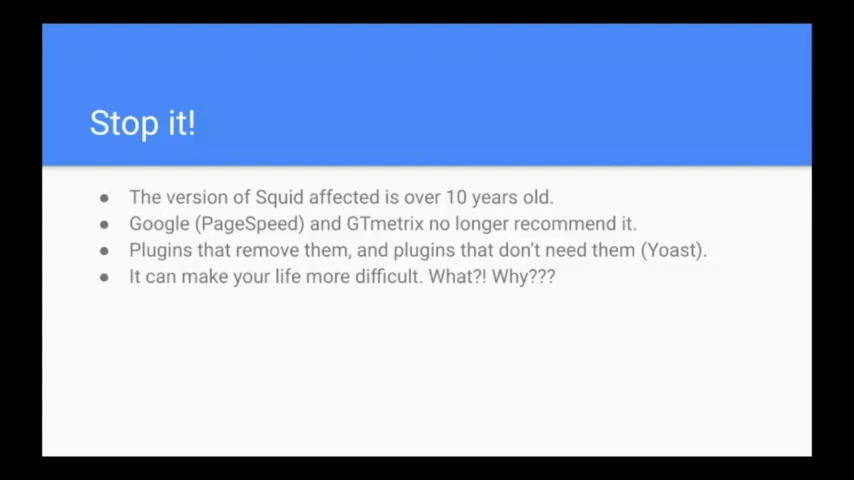 Stop it!
● The version of Squid affected is over 10 years old.
● Google (PageSpeed) and GTmetrix no longer recommend it.
● Plugins that remove them, and plugins that don’t need them (Yoast).
● It can make your life more difficult. What?! Why???